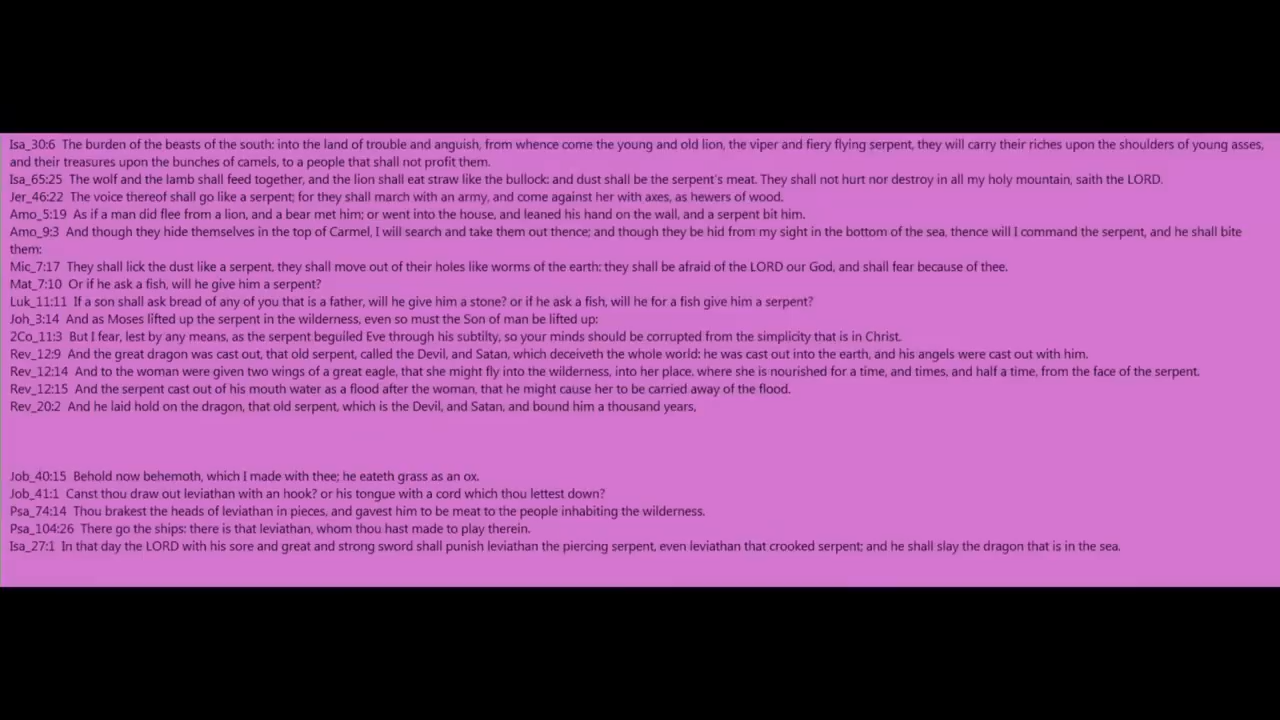 Isa_30:6 The burden of the beasts of the south: into the land of trouble and anguish, from whence come the young and old lion, the viper and fiery flying serpent, they will carry their riches upon the shoulders of young asses,
and their treasures upon the bunches of camels, to a people that shall not profit them.
Isa_65:25 The wolf and the lamb shall feed together, and the lion shall eat straw like the bullock: and dust shall be the serpent's meat. They shall not hurt nor destroy in all my holy mountain, saith the LORD.
Jer_46:22 The voice thereof shall go like a serpent; for they shall march with an army, and come against her with axes, as hewers of wood.
Amo_5:19 As if a man did flee from a lion, and a bear met him; or went into the house, and leaned his hand on the wall, and a serpent bit him.
Amo_9:3 And though they hide themselves in the top of Carmel, I will search and take them out thence; and though they be hid from my sight in the bottom of the sea, thence will I command the serpent, and he shall bite
them:
Mic_7:17 They shall lick the dust like a serpent, they shall move out of their holes like worms of the earth: they shall be afraid of the LORD our God, and shall fear because of thee.
Mat_7:10 Or if he ask a fish, will he give him a serpent?
Luk_11:11 If a son shall ask bread of any of you that is a father, will he give him a stone? or if he ask a fish, will he for a fish give him a serpent?
Joh_3:14 And as Moses lifted up the serpent in the wilderness, even so must the Son of man be lifted up:
2Co_11:3 But I fear, lest by any means, as the serpent beguiled Eve through his subtilty, so your minds should be corrupted from the simplicity that is in Christ.
Rev_12:9 And the great dragon was cast out, that old serpent, called the Devil, and Satan, which deceiveth the whole world: he was cast out into the earth, and his angels were cast out with him.
Rev_12:14 And to the woman were given two wings of a great eagle, that she might fly into the wilderness, into her place, where she is nourished for a time, and times, and half a time, from the face of the serpent.
Rev_12:15 And the serpent cast out of his mouth water as a flood after the woman, that he might cause her to be carried away of the flood.
Rev_20:2 And he laid hold on the dragon, that old serpent, which is the Devil, and Satan, and bound him a thousand years,
Job_40:15 Behold now behemoth, which I made with thee; he eateth grass as an ox.
Job_41:1 Canst thou draw out leviathan with an hook? or his tongue with a cord which thou lettest down?
Psa_74:14 Thou brakest the heads of leviathan in pieces, and gavest him to be meat to the people inhabiting the wilderness.
Psa_104:26 There go the ships: there is that leviathan, whom thou hast made to play therein.
Isa_27:1 In that day the LORD with his sore and great and strong sword shall punish leviathan the piercing serpent, even leviathan that crooked serpent; and he shall slay the dragon that is in the sea.